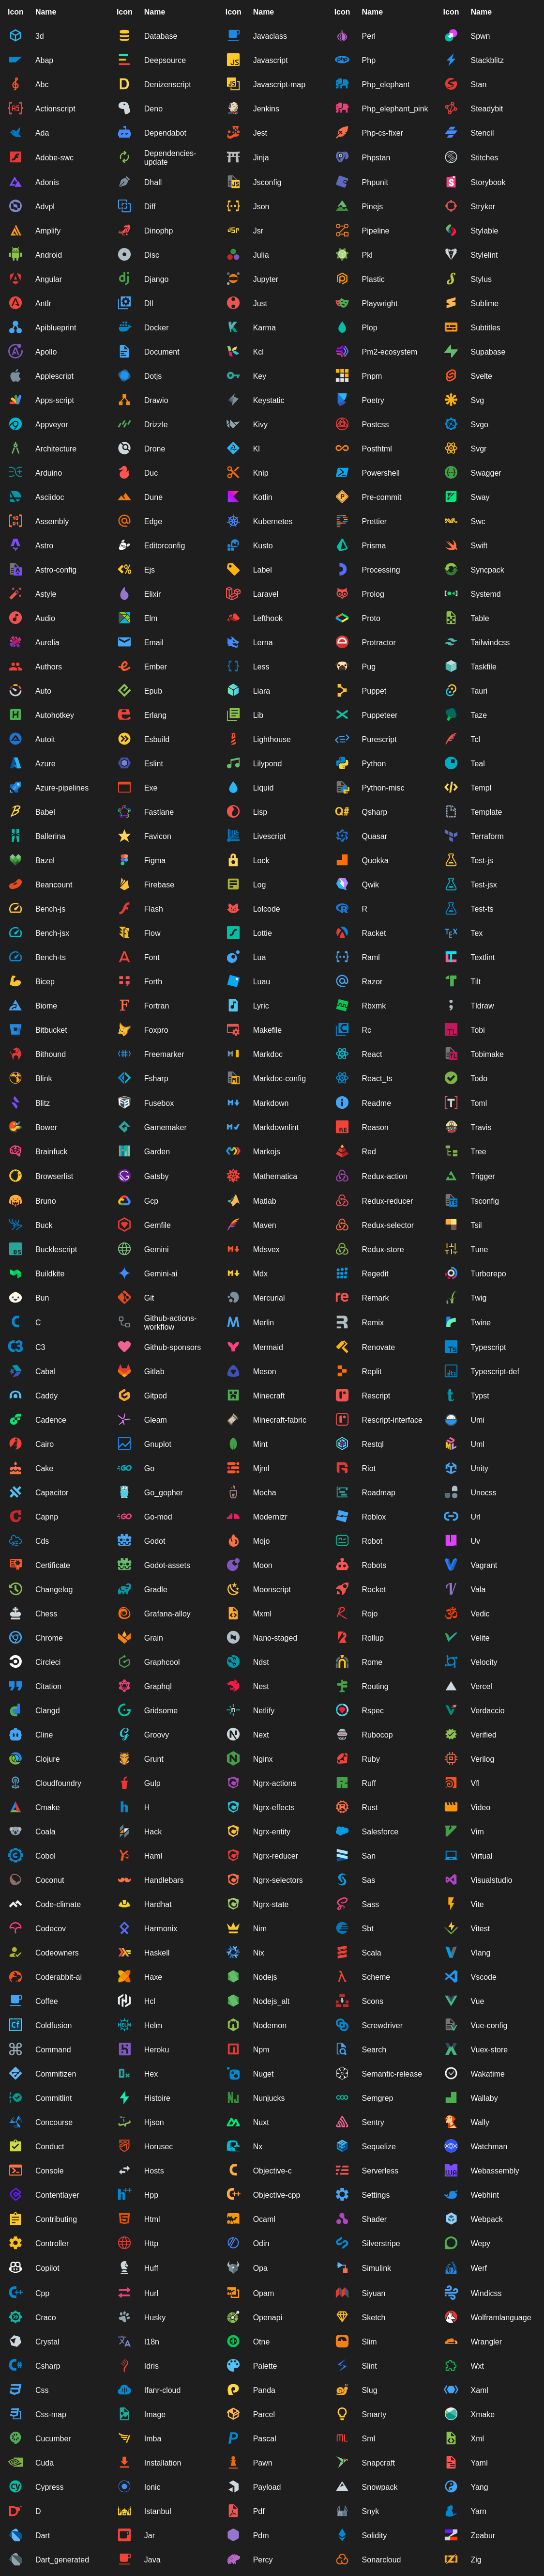 Icon Name Icon Name Icon Name Icon Name Icon Name
3d Database Javaclass Perl Spwn
Abap Deepsource Javascript Php Stackblitz
Abc Denizenscript Javascript-map Php_elephant Stan
Actionscript Deno Jenkins Php_elephant_pink Steadybit
Ada Dependabot Jest Php-cs-fixer Stencil
Adobe-swc Dependencies-update Jinja Phpstan Stitches
Adonis Dhall Jsconfig Phpunit Storybook
Advpl Diff Json Pinejs Stryker
Amplify Dinophp Jsr Pipeline Stylable
Android Disc Julia Pkl Stylelint
Angular Django Jupyter Plastic Stylus
Antlr Dll Just Playwright Sublime
Apiblueprint Docker Karma Plop Subtitles
Apollo Document Kcl Pm2-ecosystem Supabase
Applescript Dotjs Key Pnpm Svelte
Apps-script Drawio Keystatic Poetry Svg
Appveyor Drizzle Kivy Postcss Svgo
Architecture Drone Kl Posthtml Svgr
Arduino Duc Knip Powershell Swagger
Asciidoc Dune Kotlin Pre-commit Sway
Assembly Edge Kubernetes Prettier Swc
Astro Editorconfig Kusto Prisma Swift
Astro-config Ejs Label Processing Syncpack
Astyle Elixir Laravel Prolog Systemd
Audio Elm Lefthook Proto Table
Aurelia Email Lerna Protractor Tailwindcss
Authors Ember Less Pug Taskfile
Auto Epub Liara Puppet Tauri
Autohotkey Erlang Lib Puppeteer Taze
Autoit Esbuild Lighthouse Purescript Tcl
Azure Eslint Lilypond Python Teal
Azure-pipelines Exe Liquid Python-misc Templ
Babel Fastlane Lisp Qsharp Template
Ballerina Favicon Livescript Quasar Terraform
Bazel Figma Lock Quokka Test-js
Beancount Firebase Log Qwik Test-jsx
Bench-js Flash Lolcode R Test-ts
Bench-jsx Flow Lottie Racket Tex
Bench-ts Font Lua Raml Textlint
Bicep Forth Luau Razor Tilt
Biome Fortran Lyric Rbxmk Tldraw
Bitbucket Foxpro Makefile Rc Tobi
Bithound Freemarker Markdoc React Tobimake
Blink Fsharp Markdoc-config React_ts Todo
Blitz Fusebox Markdown Readme Toml
Bower Gamemaker Markdownlint Reason Travis
Brainfuck Garden Markojs Red Tree
Browserlist Gatsby Mathematica Redux-action Trigger
Bruno Gcp Matlab Redux-reducer Tsconfig
Buck Gemfile Maven Redux-selector Tsil
Bucklescript Gemini Mdsvex Redux-store Tune
Buildkite Gemini-ai Mdx Regedit Turborepo
Bun Git Mercurial Remark Twig
C Github-actions-workflow Merlin Remix Twine
C3 Github-sponsors Mermaid Renovate Typescript
Cabal Gitlab Meson Replit Typescript-def
Caddy Gitpod Minecraft Rescript Typst
Cadence Gleam Minecraft-fabric Rescript-interface Umi
Cairo Gnuplot Mint Restql Uml
Cake Go Mjml Riot Unity
Capacitor Go_gopher Mocha Roadmap Unocss
Capnp Go-mod Modernizr Roblox Url
Cds Godot Mojo Robot Uv
Certificate Godot-assets Moon Robots Vagrant
Changelog Gradle Moonscript Rocket Vala
Chess Grafana-alloy Mxml Rojo Vedic
Chrome Grain Nano-staged Rollup Velite
Circleci Graphcool Ndst Rome Velocity
Citation Graphql Nest Routing Vercel
Clangd Gridsome Netlify Rspec Verdaccio
Cline Groovy Next Rubocop Verified
Clojure Grunt Nginx Ruby Verilog
Cloudfoundry Gulp Ngrx-actions Ruff Vfl
Cmake H Ngrx-effects Rust Video
Coala Hack Ngrx-entity Salesforce Vim
Cobol Haml Ngrx-reducer San Virtual
Coconut Handlebars Ngrx-selectors Sas Visualstudio
Code-climate Hardhat Ngrx-state Sass Vite
Codecov Harmonix Nim Sbt Vitest
Codeowners Haskell Nix Scala Vlang
Coderabbit-ai Haxe Nodejs Scheme Vscode
Coffee Hcl Nodejs_alt Scons Vue
Coldfusion Helm Nodemon Screwdriver Vue-config
Command Heroku Npm Search Vuex-store
Commitizen Hex Nuget Semantic-release Wakatime
Commitlint Histoire Nunjucks Semgrep Wallaby
Concourse Hjson Nuxt Sentry Wally
Conduct Horusec Nx Sequelize Watchman
Console Hosts Objective-c Serverless Webassembly
Contentlayer Hpp Objective-cpp Settings Webhint
Contributing Html Ocaml Shader Webpack
Controller Http Odin Silverstripe Wepy
Copilot Huff Opa Simulink Werf
Cpp Hurl Opam Siyuan Windicss
Craco Husky Openapi Sketch Wolframlanguage
Crystal I18n Otne Slim Wrangler
Csharp Idris Palette Slint Wxt
Css Ifanr-cloud Panda Slug Xaml
Css-map Image Parcel Smarty Xmake
Cucumber Imba Pascal Sml Xml
Cuda Installation Pawn Snapcraft Yaml
Cypress Ionic Payload Snowpack Yang
D Istanbul Pdf Snyk Yarn
Dart Jar Pdm Solidity Zeabur
Dart_generated Java Percy Sonarcloud Zig